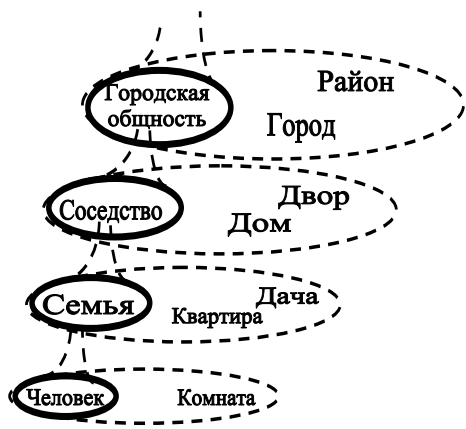 Городская
общность
Район
Город
Соседство
Двор
Дом
Семья
Дача
Квартира
Человек
Комната